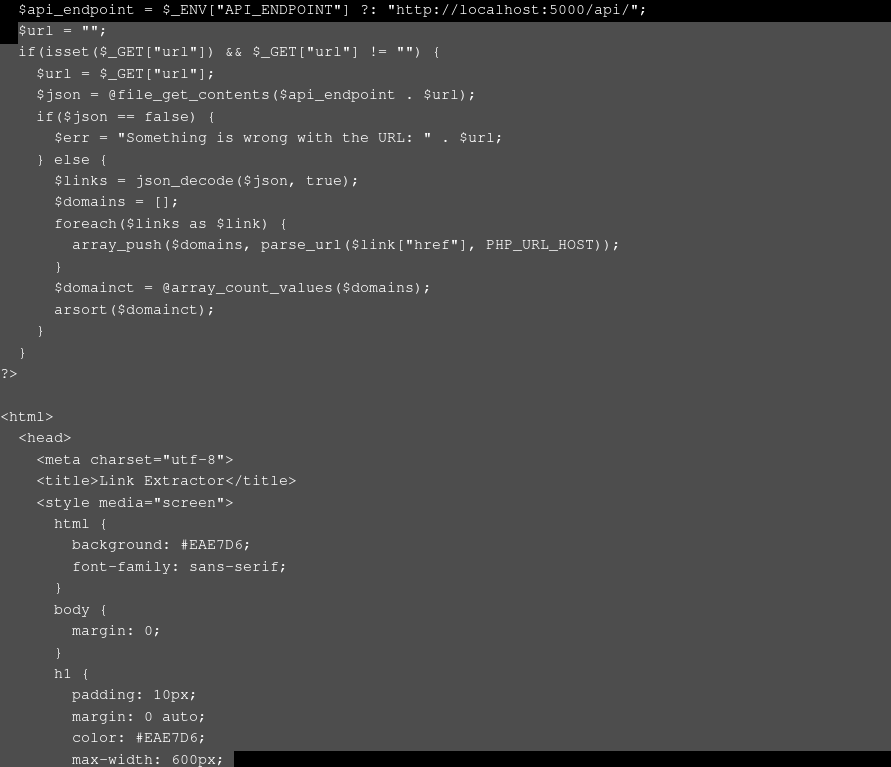 $api_endpoint = $_ENV["API_ENDPOINT"] ?: "http://localhost:5000/api/";
$url = "";
if(isset($_GET["url"]) && $_GET["url"] != "") {
$url = $_GET["url"];
$json = @file_get_contents($api_endpoint . $url);
if($json == false) {
$err = "Something is wrong with the URL: " . $url;
} else {
$links = json_decode($json, true);
$domains = [];
foreach($links as $link) {
array_push($domains, parse_url($link["href"], PHP_URL_HOST));
}
$domainct = @array_count_values($domains);
arsort($domainct);
}
}
?>
<html>
<head>
<meta charset="utf-8">
<title>Link Extractor</title>
<style media="screen">
html {
background: #EAE7D6;
font-family: sans-serif;
}
body {
margin: 0;
}
h1 {
padding: 10px;
margin: 0 auto;
color: #EAE7D6;
max-width: 600px;